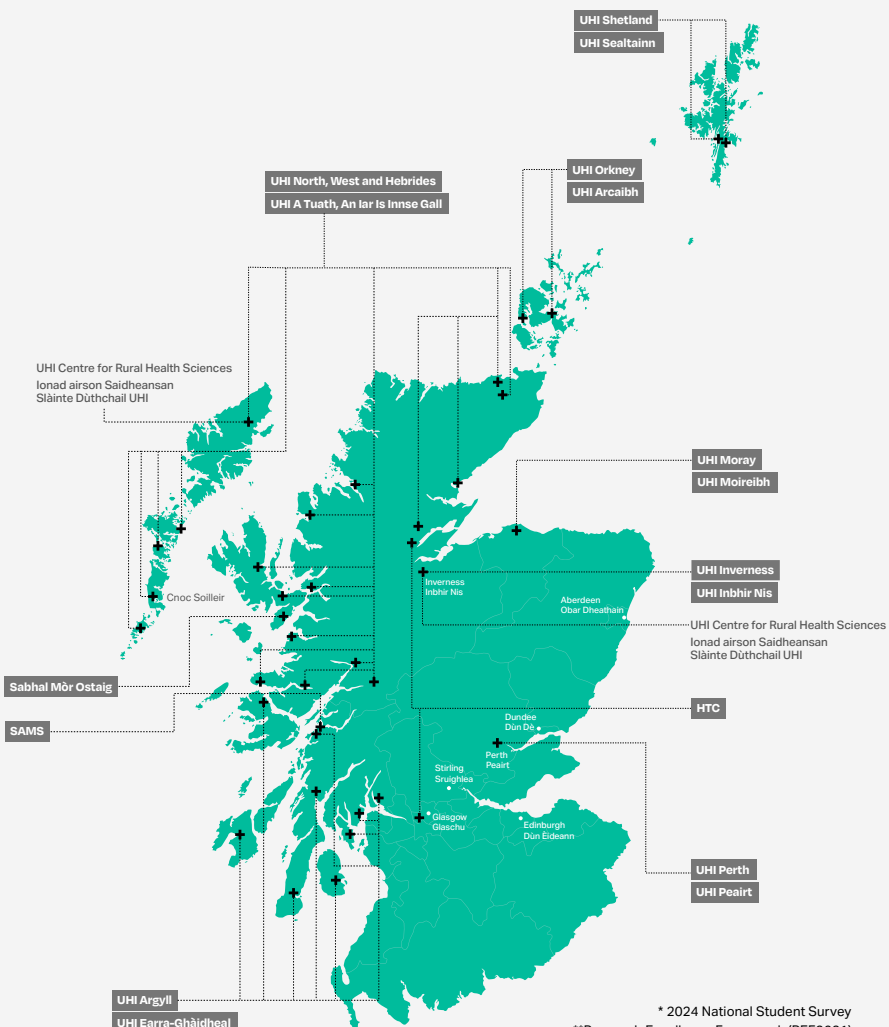 UHI Shetland
UHI Sealtainn
UHI Orkney
UHI Arcaibh
UHI North, West and Hebrides
UHI A Tuath, An Iar Is Innse Gall
UHI Centre for Rural Health Sciences
Ionad airson Saidheansan
Slàinte Dùthchail UHI
UHI Moray
UHI Moireibh
UHI Inverness
UHI Inbhir Nis
Inverness
Inbhir Nis
Aberdeen
Obar Dheathain
Cnoc Soilleir
UHI Centre for Rural Health Sciences
Ionad airson Saidheansan
Slàinte Dùthchail UHI
Sabhal Mòr Ostaig
SAMS
HTC
Dundee
Dùn Dè
Perth
Peairt
Stirling
Sruighlea
Glasgow
Glaschu
Edinburgh
Dùn Èideann
UHI Perth
UHI Peairt
UHI Argyll
UHI Earra-Ghàidheal
* 2024 National Student Survey
**Research Excellence Framework (REF2021)